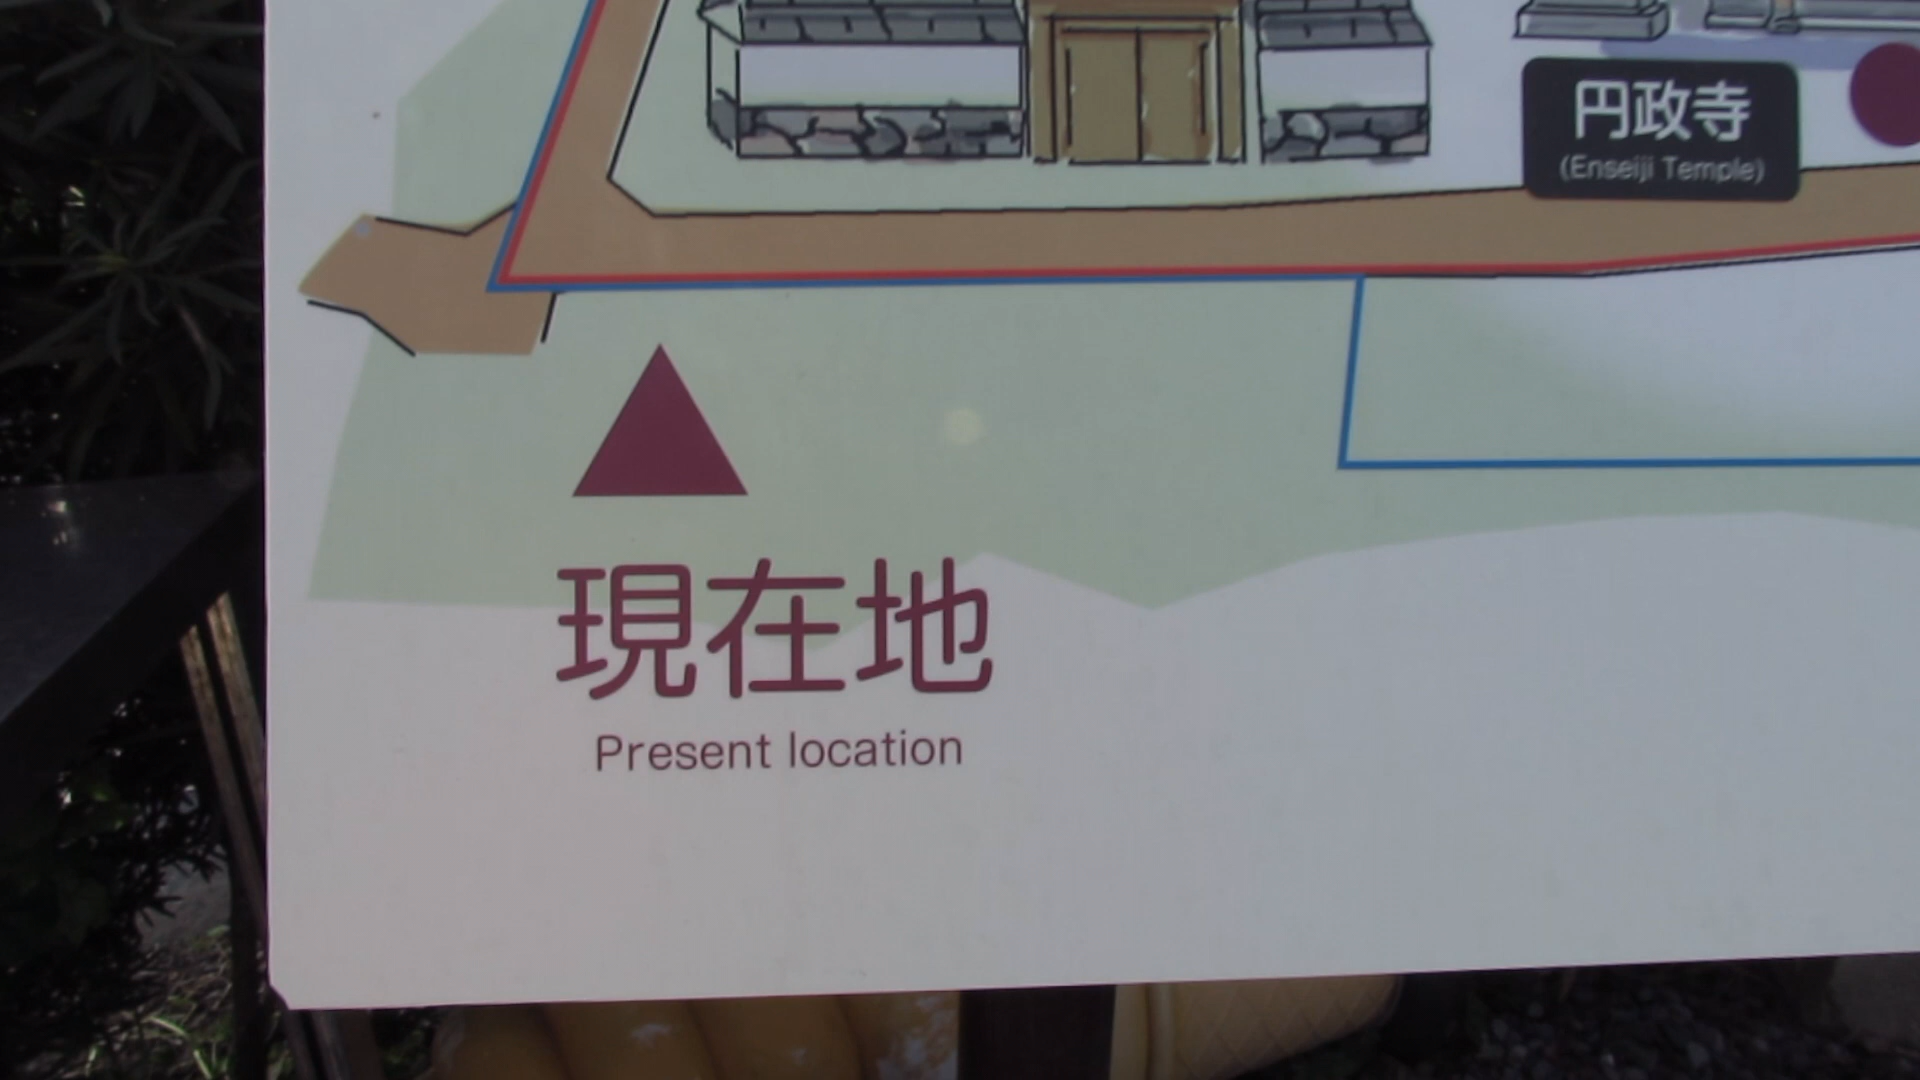 円政寺
(Enseiji Temple)
現在地
Present location